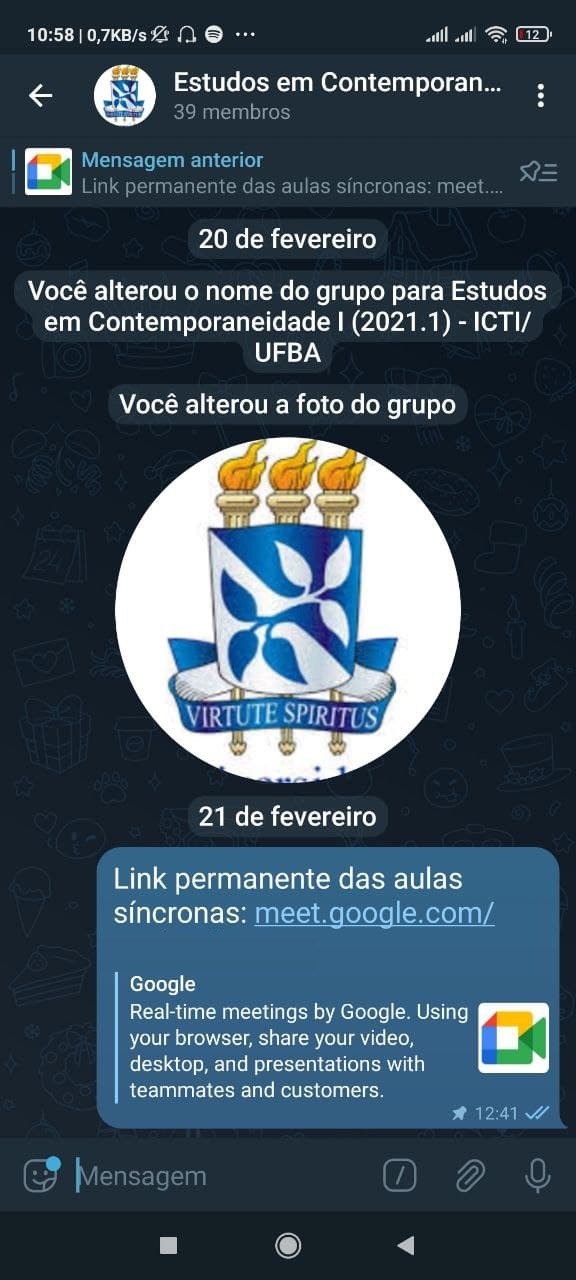 10:58 | 0,7KB/s ...
12
Estudos em Contemporan...
39 membros
Mensagem anterior
Link permanente das aulas síncronas: meet....
20 de fevereiro
Você alterou o nome do grupo para Estudos
em Contemporaneidade I (2021.1) - ICTI/
UFBA
Você alterou a foto do grupo
VIRTUTE SPIRITUS
21 de fevereiro
Link permanente das aulas
síncronas: meet.google.com/
Google
Real-time meetings by Google. Using
your browser, share your video,
desktop, and presentations with
teammates and customers.
12:41
Mensagem